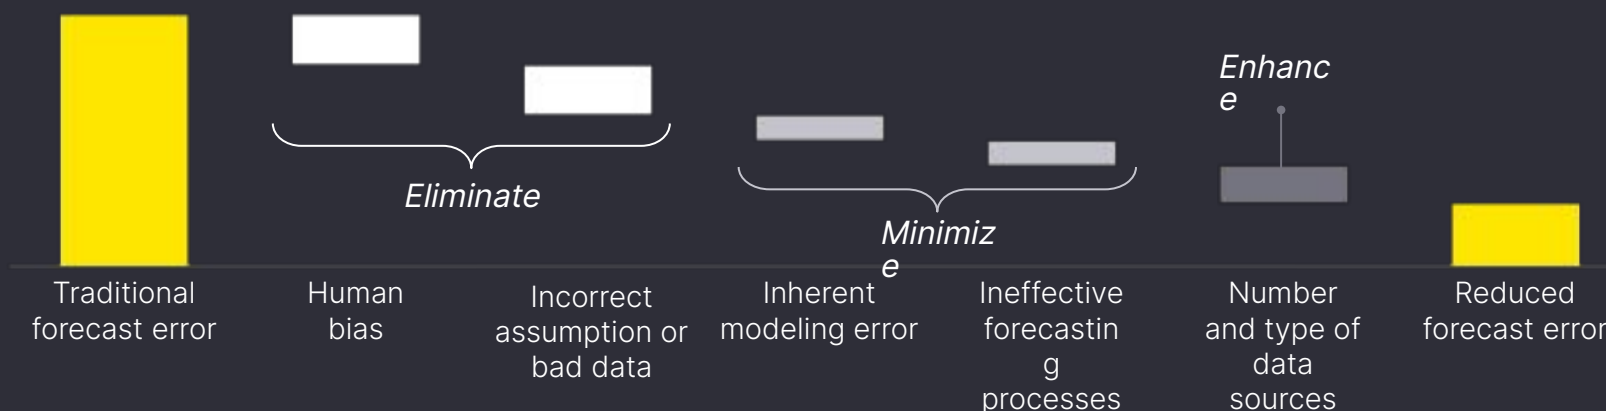 Enhanc
e
Eliminate
Minimiz
e
Traditional
forecast error
Human
bias
Incorrect
assumption or
bad data
Inherent
modeling error
Ineffective
forecastin
g
processes
Number
and type of
data
sources
Reduced
forecast error